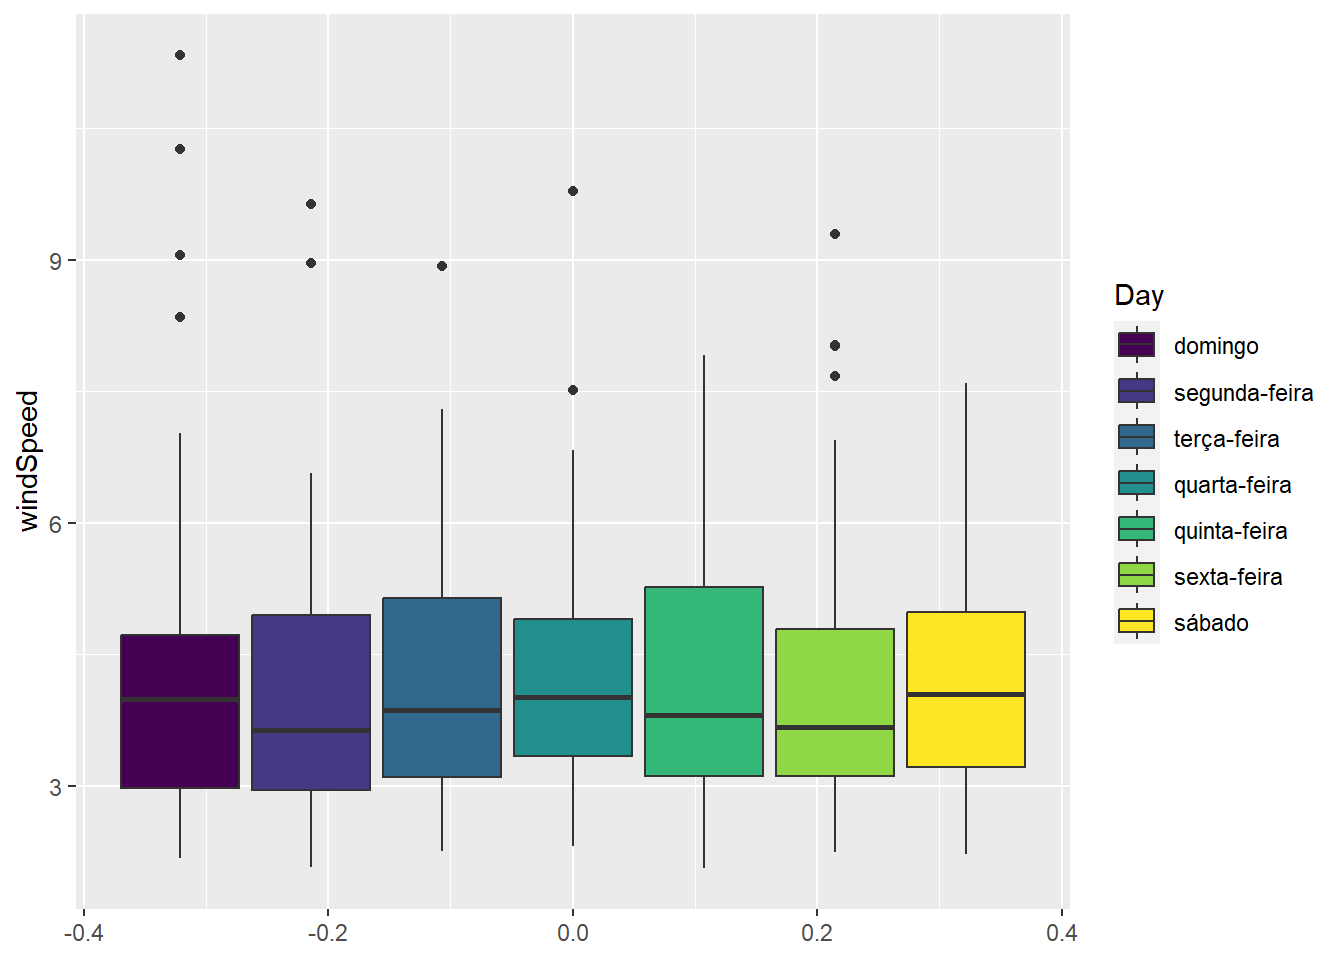 windSpeed
9
6
3
-0.4
-0.2
0.0
0.2
0.4
Day
domingo
segunda-feira
terça-feira
quarta-feira
quinta-feira
sexta-feira
sábado